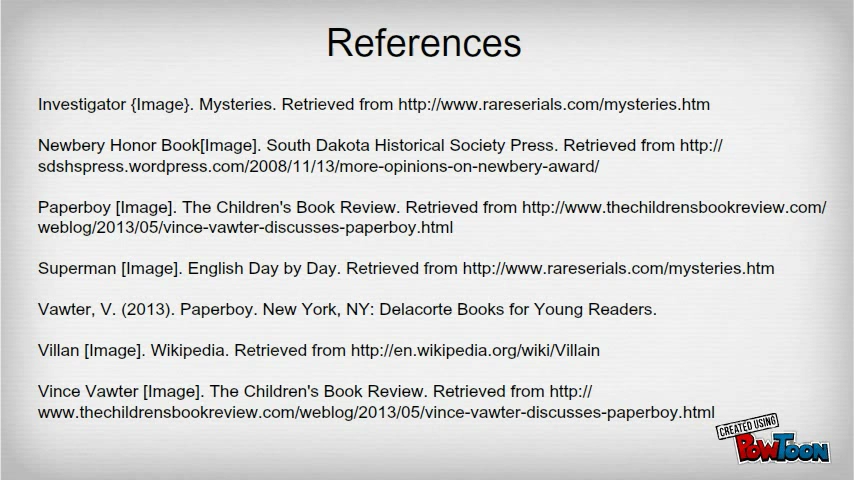 References
Investigator {Image}. Mysteries. Retrieved from http://www.rareserials.com/mysteries.htm
Newbery Honor Book[Image]. South Dakota Historical Society Press. Retrieved from http://
sdshspress.wordpress.com/2008/11/13/more-opinions-on-newbery-award/
Paperboy [Image]. The Children's Book Review. Retrieved from http://www.thechildrensbookreview.com/
weblog/2013/05/vince-vawter-discusses-paperboy.html
Superman [Image]. English Day by Day. Retrieved from http://www.rareserials.com/mysteries.htm
Vawter, V. (2013). Paperboy. New York, NY: Delacorte Books for Young Readers.
Villan [Image]. Wikipedia. Retrieved from http://en.wikipedia.org/wiki/Villain
Vince Vawter [Image]. The Children's Book Review. Retrieved from http://
www.thechildrensbookreview.com/weblog/2013/05/vince-vawter-discusses-paperboy.html
CREATED USING
POWTOON